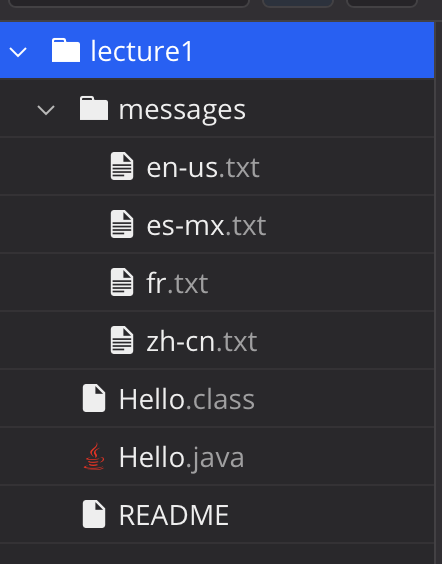 lecture1
messages
en-us.txt
es-mx.txt
fr.txt
zh-cn.txt
Hello.class
Hello.java
README